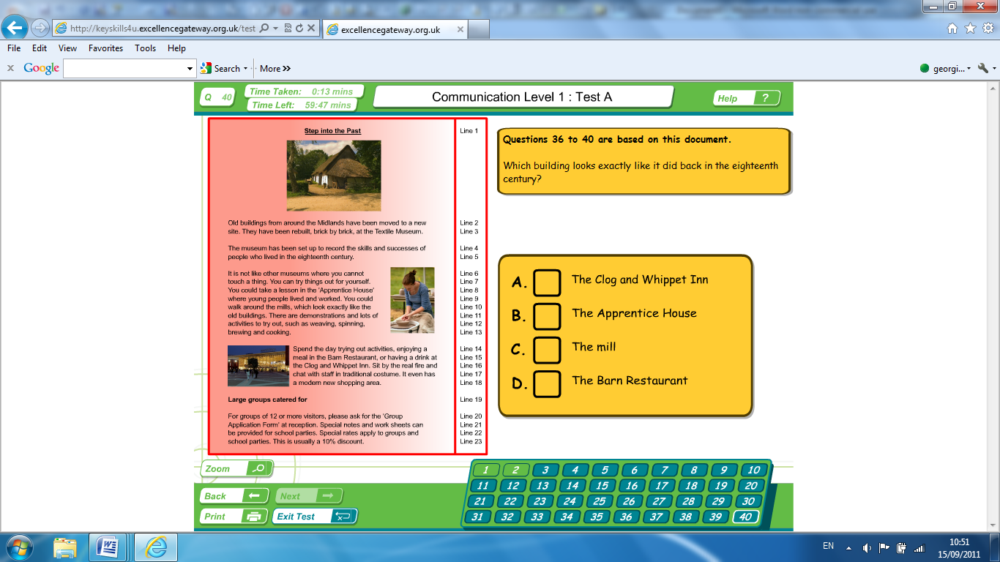 http://keyskills4u.excellencegateway.org.uk/test
excellencegateway.org.uk
File Edit View Favorites Tools Help
x Google Search More >> georgi...
Q 40
Time Taken: 0:13 mins
Time Left: 59:47 mins
Communication Level 1 : Test A
Help ?
Step into the Past Line 1
Old buildings from around the Midlands have been moved to a new Line 2
site. They have been rebuilt, brick by brick, at the Textile Museum. Line 3
The museum has been set up to record the skills and successes of Line 4
people who lived in the eighteenth century. Line 5
It is not like other museums where you cannot Line 6
touch a thing. You can try things out for yourself. Line 7
You could take a lesson in the 'Apprentice House' Line 8
where young people lived and worked. You could Line 9
walk around the mills, which look exactly like the Line 10
old buildings. There are demonstrations and lots of Line 11
activities to try out, such as weaving, spinning, Line 12
brewing and cooking. Line 13
Spend the day trying out activities, enjoying a Line 14
meal in the Barn Restaurant, or having a drink at Line 15
the Clog and Whippet Inn. Sit by the real fire and Line 16
chat with staff in traditional costume. It even has Line 17
a modern new shopping area. Line 18
Large groups catered for Line 19
For groups of 12 or more visitors, please ask for the 'Group Line 20
Application Form' at reception. Special notes and work sheets can Line 21
be provided for school parties. Special rates apply to groups and Line 22
school parties. This is usually a 10% discount. Line 23
Questions 36 to 40 are based on this document.
Which building looks exactly like it did back in the eighteenth
century?
A. The Clog and Whippet Inn
B. The Apprentice House
C. The mill
D. The Barn Restaurant
Zoom
Back Next
Print Exit Test
1 2 3 4 5 6 7 8 9 10
11 12 13 14 15 16 17 18 19 20
21 22 23 24 25 26 27 28 29 30
31 32 33 34 35 36 37 38 39 40
EN
10:51
15/09/2011